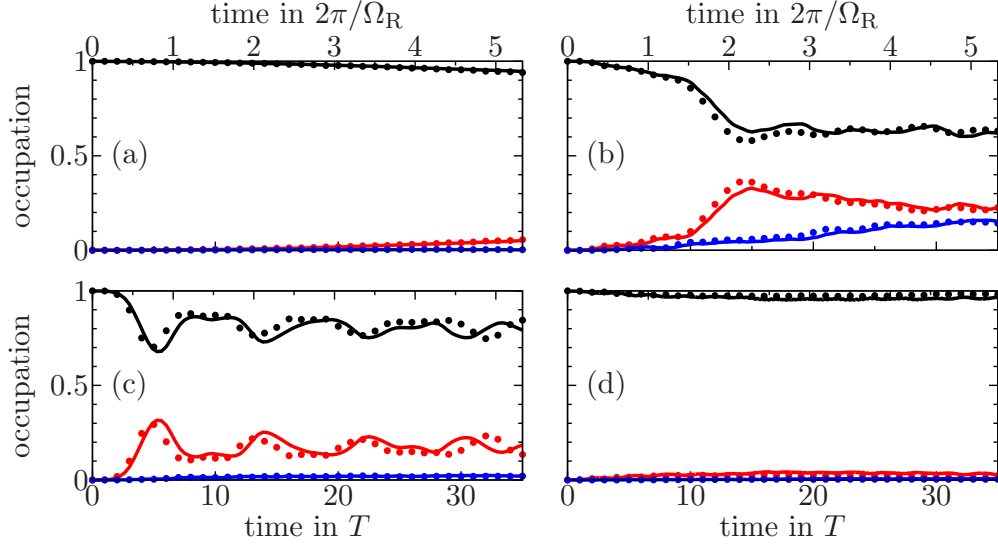 time in 2π/Ω_R time in 2π/Ω_R
0 1 2 3 4 5 0 1 2 3 4 5
1
occupation 0.5 (a) (b)
0
1
occupation 0.5 (c) (d)
0
0 10 20 30 0 10 20 30
time in T time in T